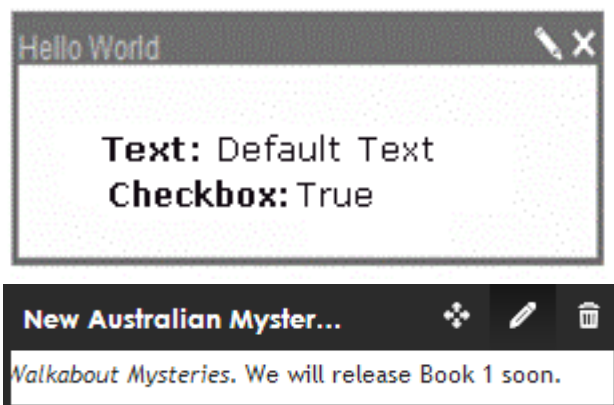 Hello World
Text: Default Text
Checkbox: True
New Australian Myster...
Walkabout Mysteries. We will release Book 1 soon.